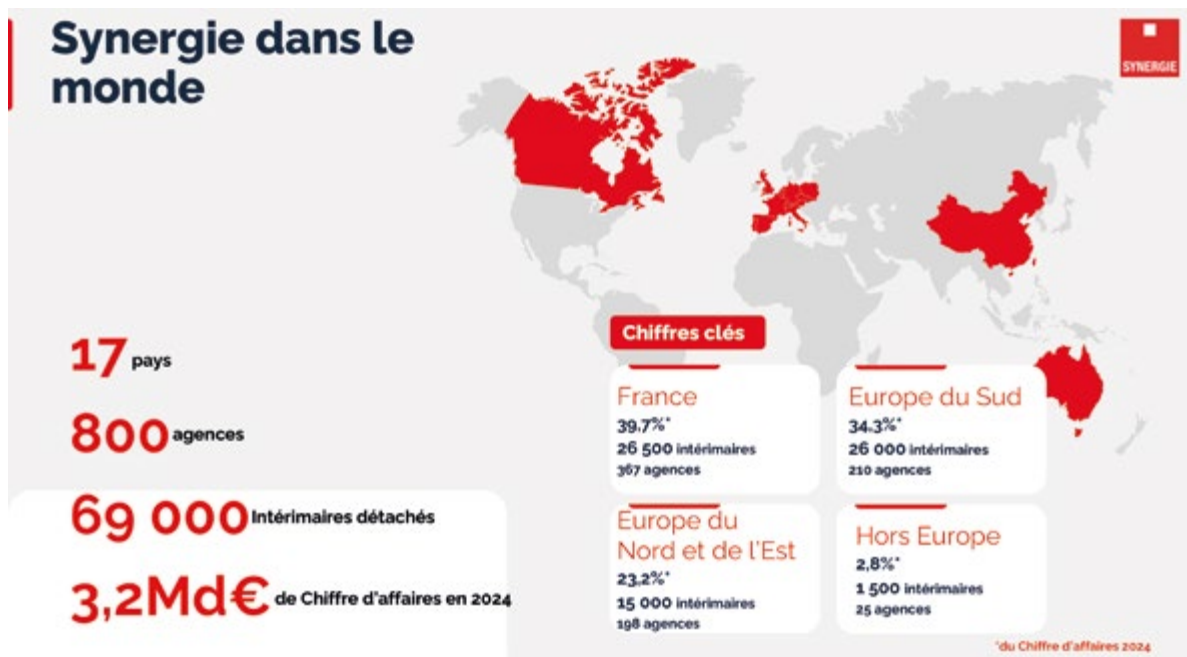 Synergie dans le
monde
SYNERGIE
17 pays
800 agences
69 000 Intérimaires détachés
3,2Md€ de Chiffre d'affaires en 2024
Chiffres clés
France
39,7%*
26 500 intérimaires
367 agences
Europe du Sud
34,3%*
26 000 intérimaires
210 agences
Europe du
Nord et de l'Est
23,2%*
15 000 intérimaires
198 agences
Hors Europe
2,8%*
1 500 intérimaires
25 agences
*du Chiffre d'affaires 2024